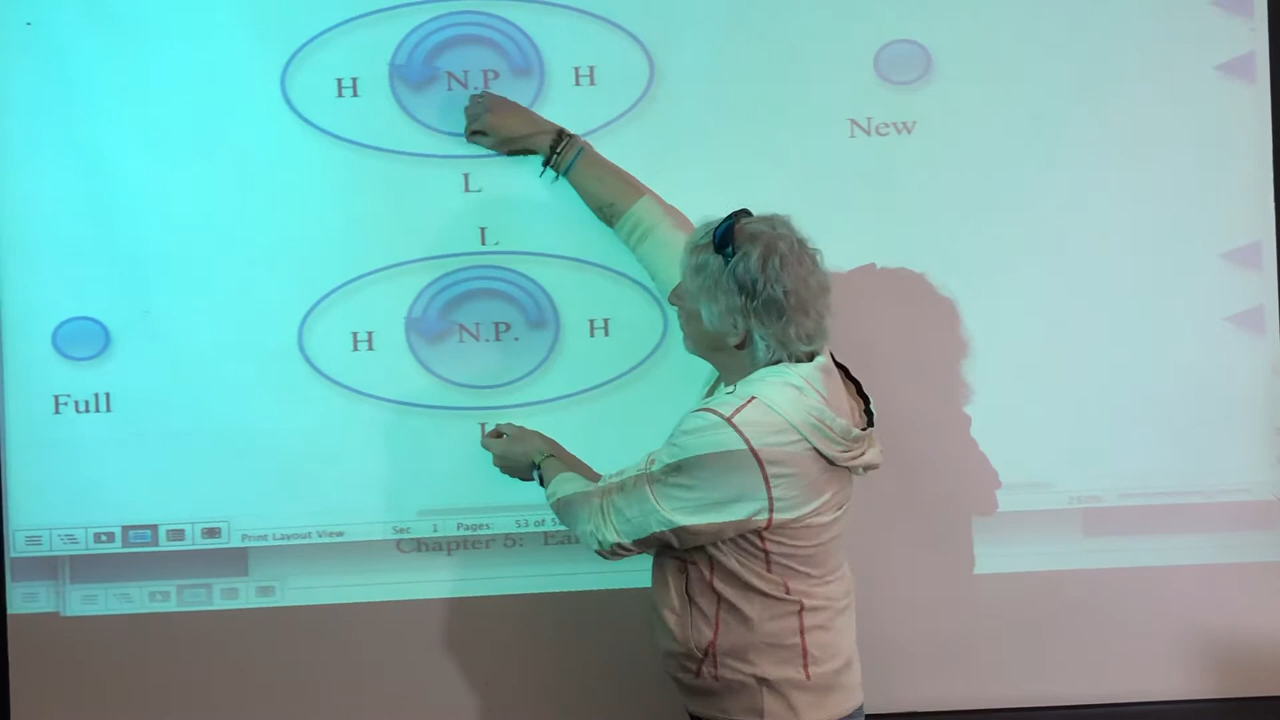 H N.P H
New
L
L
H N.P. H
Full
L
Print Layout View Sec 1 Pages: 53 of
Chapter 5: